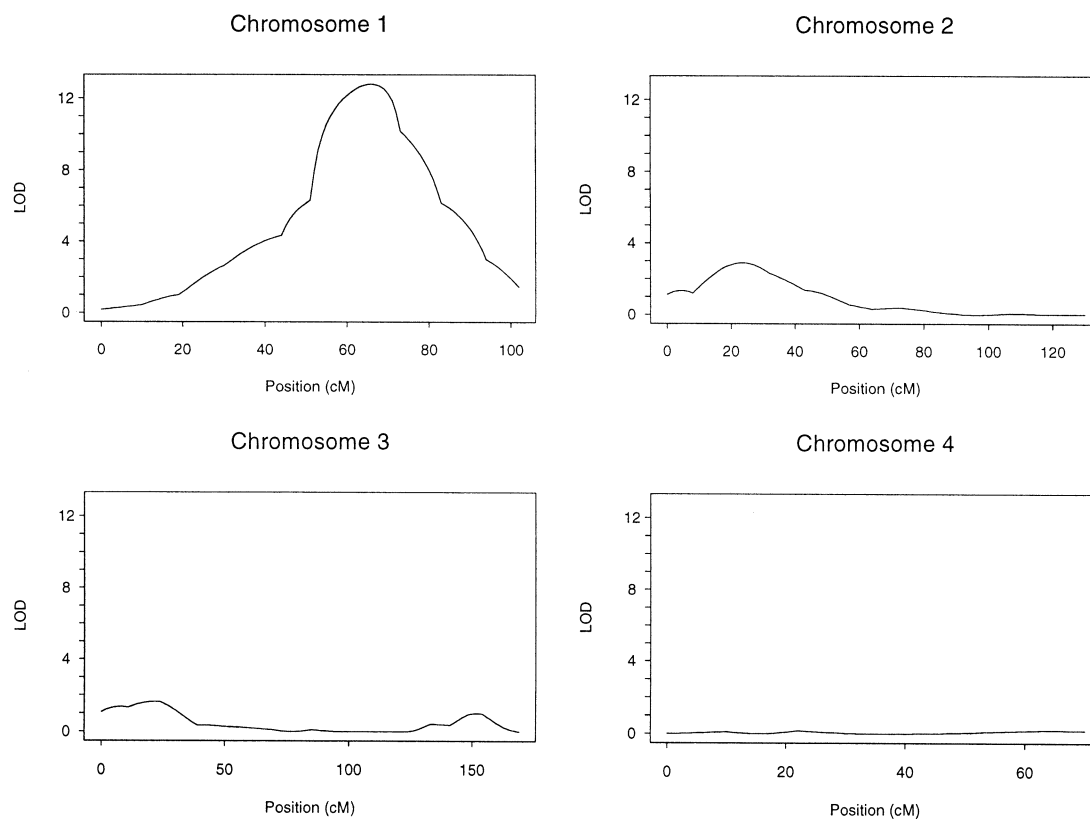 Chromosome 1
LOD
12
8
4
0
0 20 40 60 80 100
Position (cM)
Chromosome 2
LOD
12
8
4
0
0 20 40 60 80 100 120
Position (cM)
Chromosome 3
LOD
12
8
4
0
0 50 100 150
Position (cM)
Chromosome 4
LOD
12
8
4
0
0 20 40 60
Position (cM)